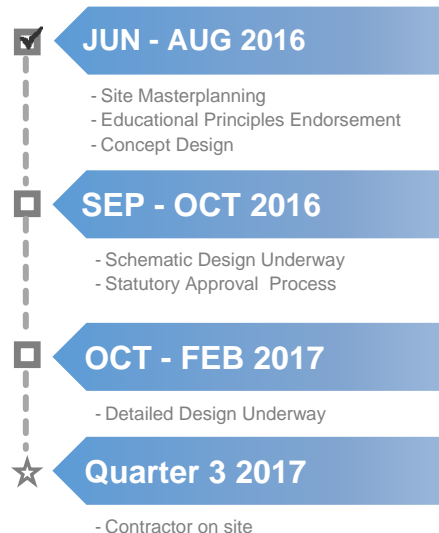 JUN - AUG 2016
- Site Masterplanning
- Educational Principles Endorsement
- Concept Design
SEP - OCT 2016
- Schematic Design Underway
- Statutory Approval  Process
OCT - FEB 2017
- Detailed Design Underway
Quarter 3 2017
- Contractor on site